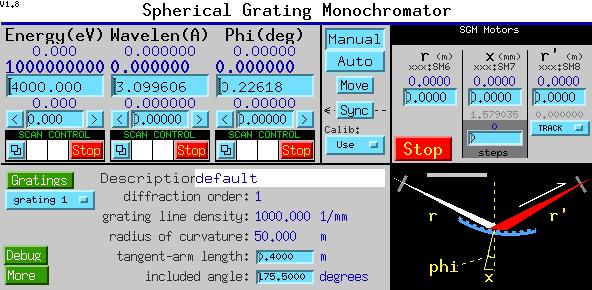 V1.8
Spherical Grating Monochromator
Energy(eV) Wavelen(A) Phi(deg)
0.000 0.000000 0.00000
1000000000 0.000000 0.00000
4000.000 3.099606 0.22618
0.000 0.000000 0.00000
< 0.000 > < 0.00000 > < 0.00000 >
SCAN CONTROL SCAN CONTROL SCAN CONTROL
Stop Stop Stop
Manual
Auto
Move
Sync
Calib:
Use
SGM Motors
r (m) x (mm) r' (m)
xxx:SM6 xxx:SM7 xxx:SM8
0.0000 0.0000 0.0000
0.0000 0.0000 0.0000
1.579035 0.000000
0 TRACK
0
Stop steps
Gratings Description default
grating 1 diffraction order: 1
grating line density: 1000.000 1/mm
radius of curvature: 50.000 m
Debug tangent-arm length: 0.4000 m
More included angle: 175.5000 degrees
r r'
phi
x